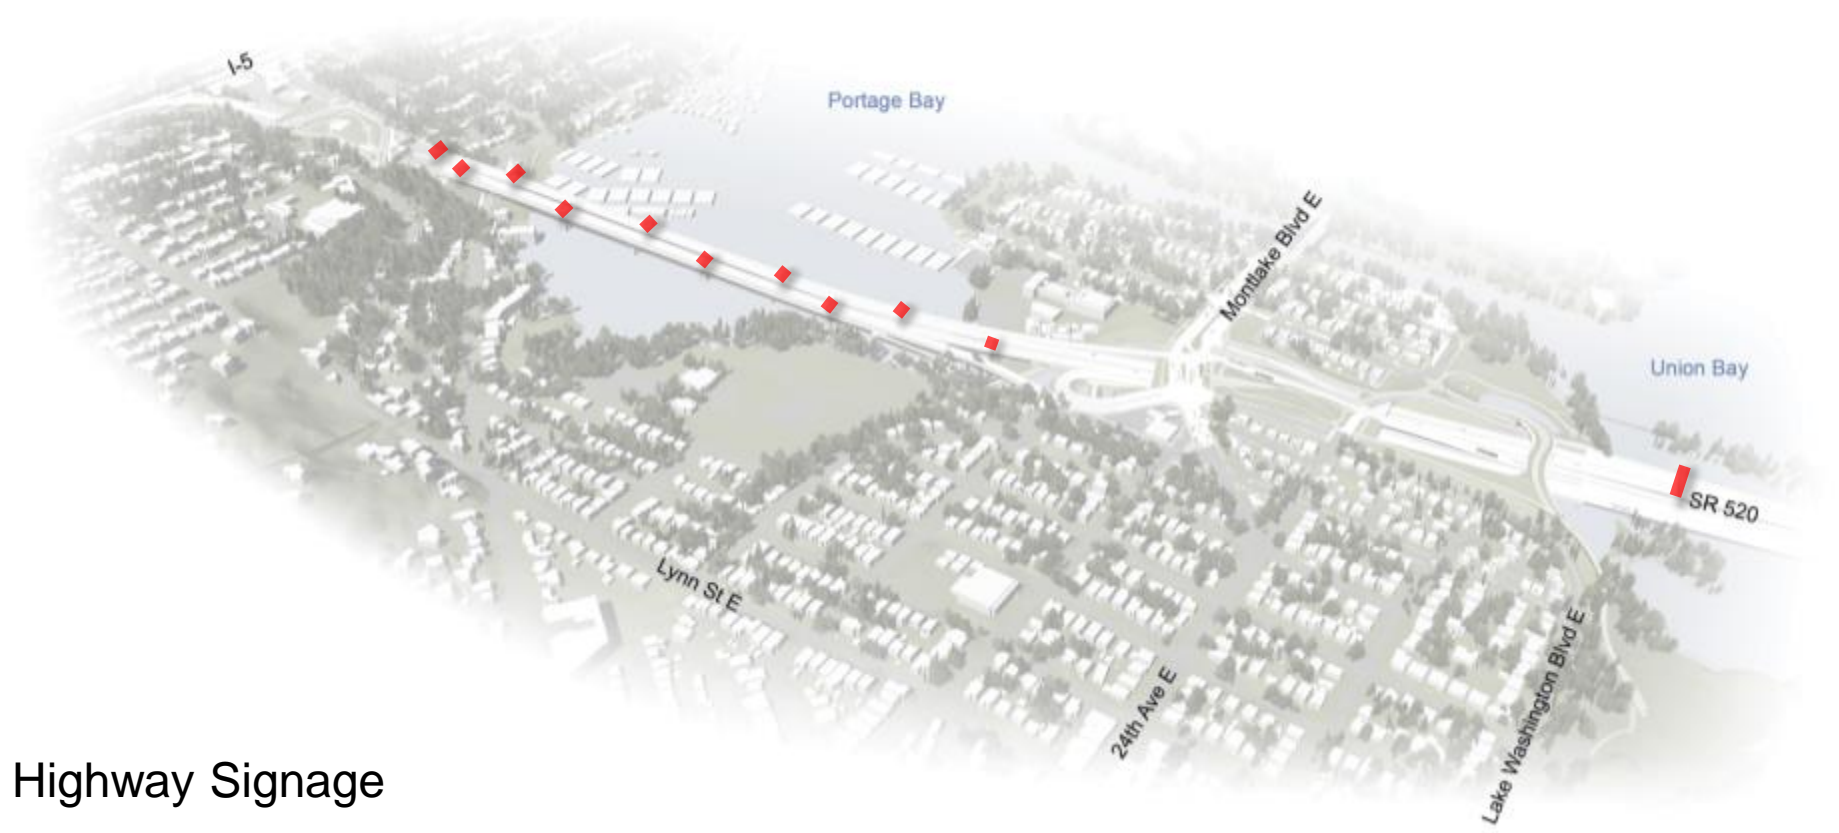 I-5
Portage Bay
Montlake Blvd E
Union Bay
SR 520
Lynn St E
24th Ave E
Lake Washington Blvd E
Highway Signage